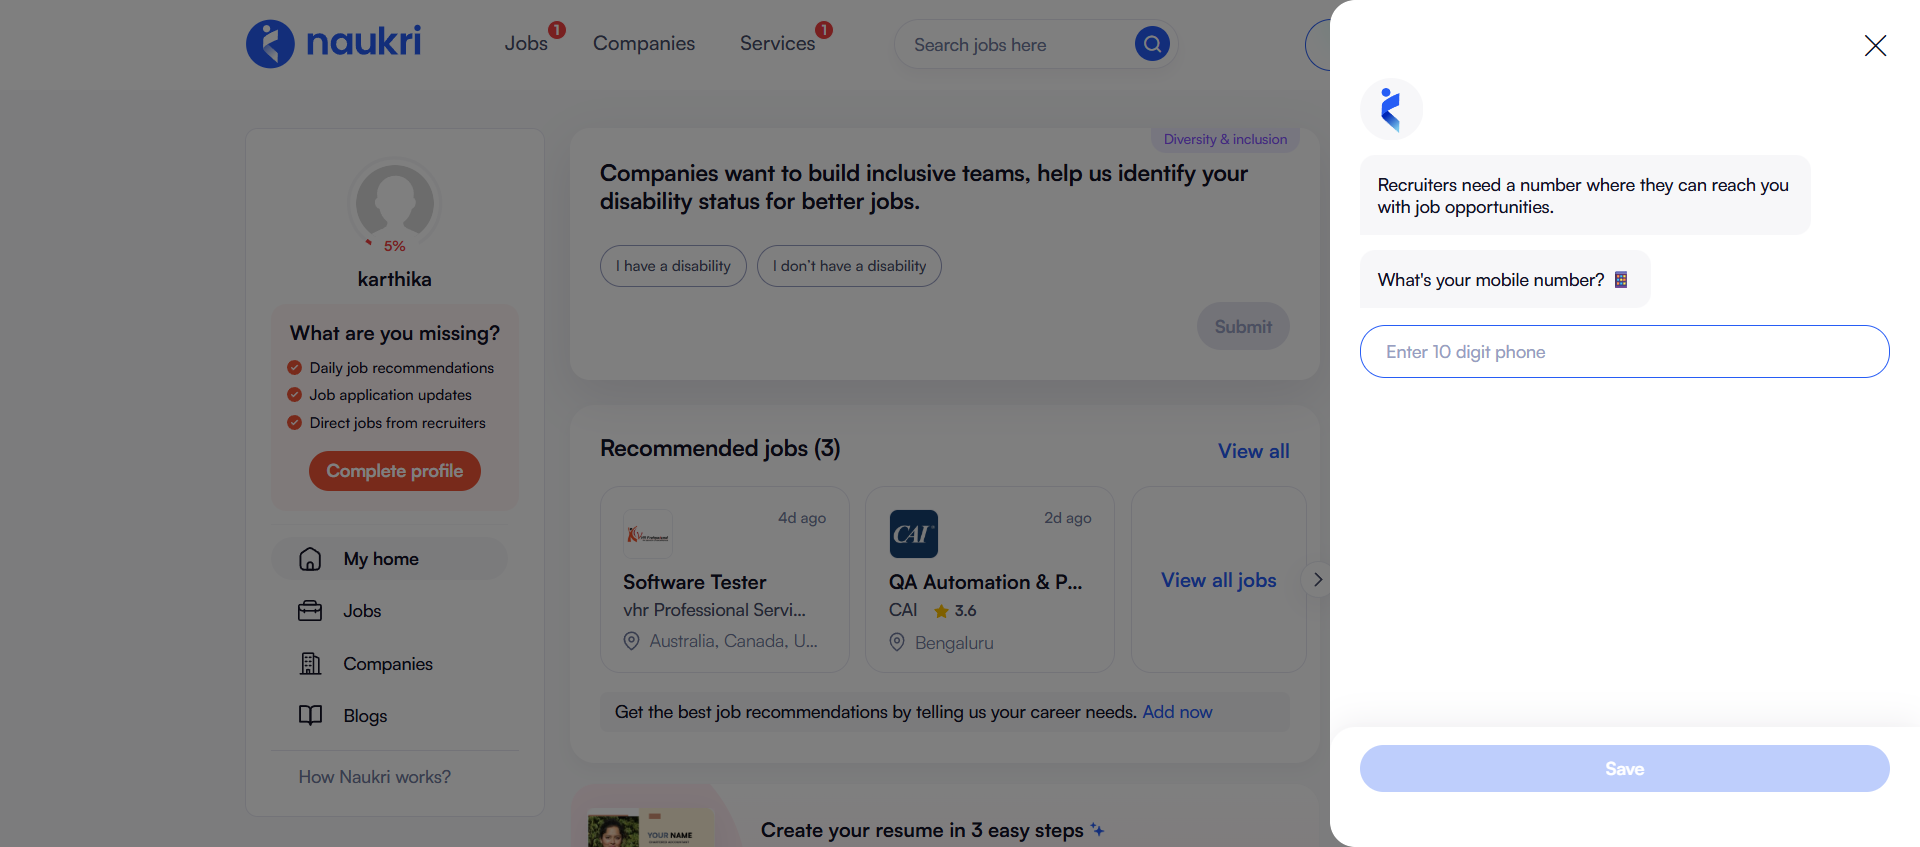 naukri
Jobs 1
Companies
Services 1
Search jobs here
5%
karthika
What are you missing?
Daily job recommendations
Job application updates
Direct jobs from recruiters
Complete profile
My home
Jobs
Companies
Blogs
How Naukri works?
Diversity & inclusion
Companies want to build inclusive teams, help us identify your
disability status for better jobs.
I have a disability
I don't have a disability
Submit
Recommended jobs (3)
View all
4d ago
Software Tester
vhr Professional Servi...
Australia, Canada, U...
2d ago
CAI
QA Automation & P...
CAI 3.6
Bengaluru
View all jobs
Get the best job recommendations by telling us your career needs. Add now
YOUR NAME
Create your resume in 3 easy steps
Recruiters need a number where they can reach you
with job opportunities.
What's your mobile number?
Enter 10 digit phone
Save